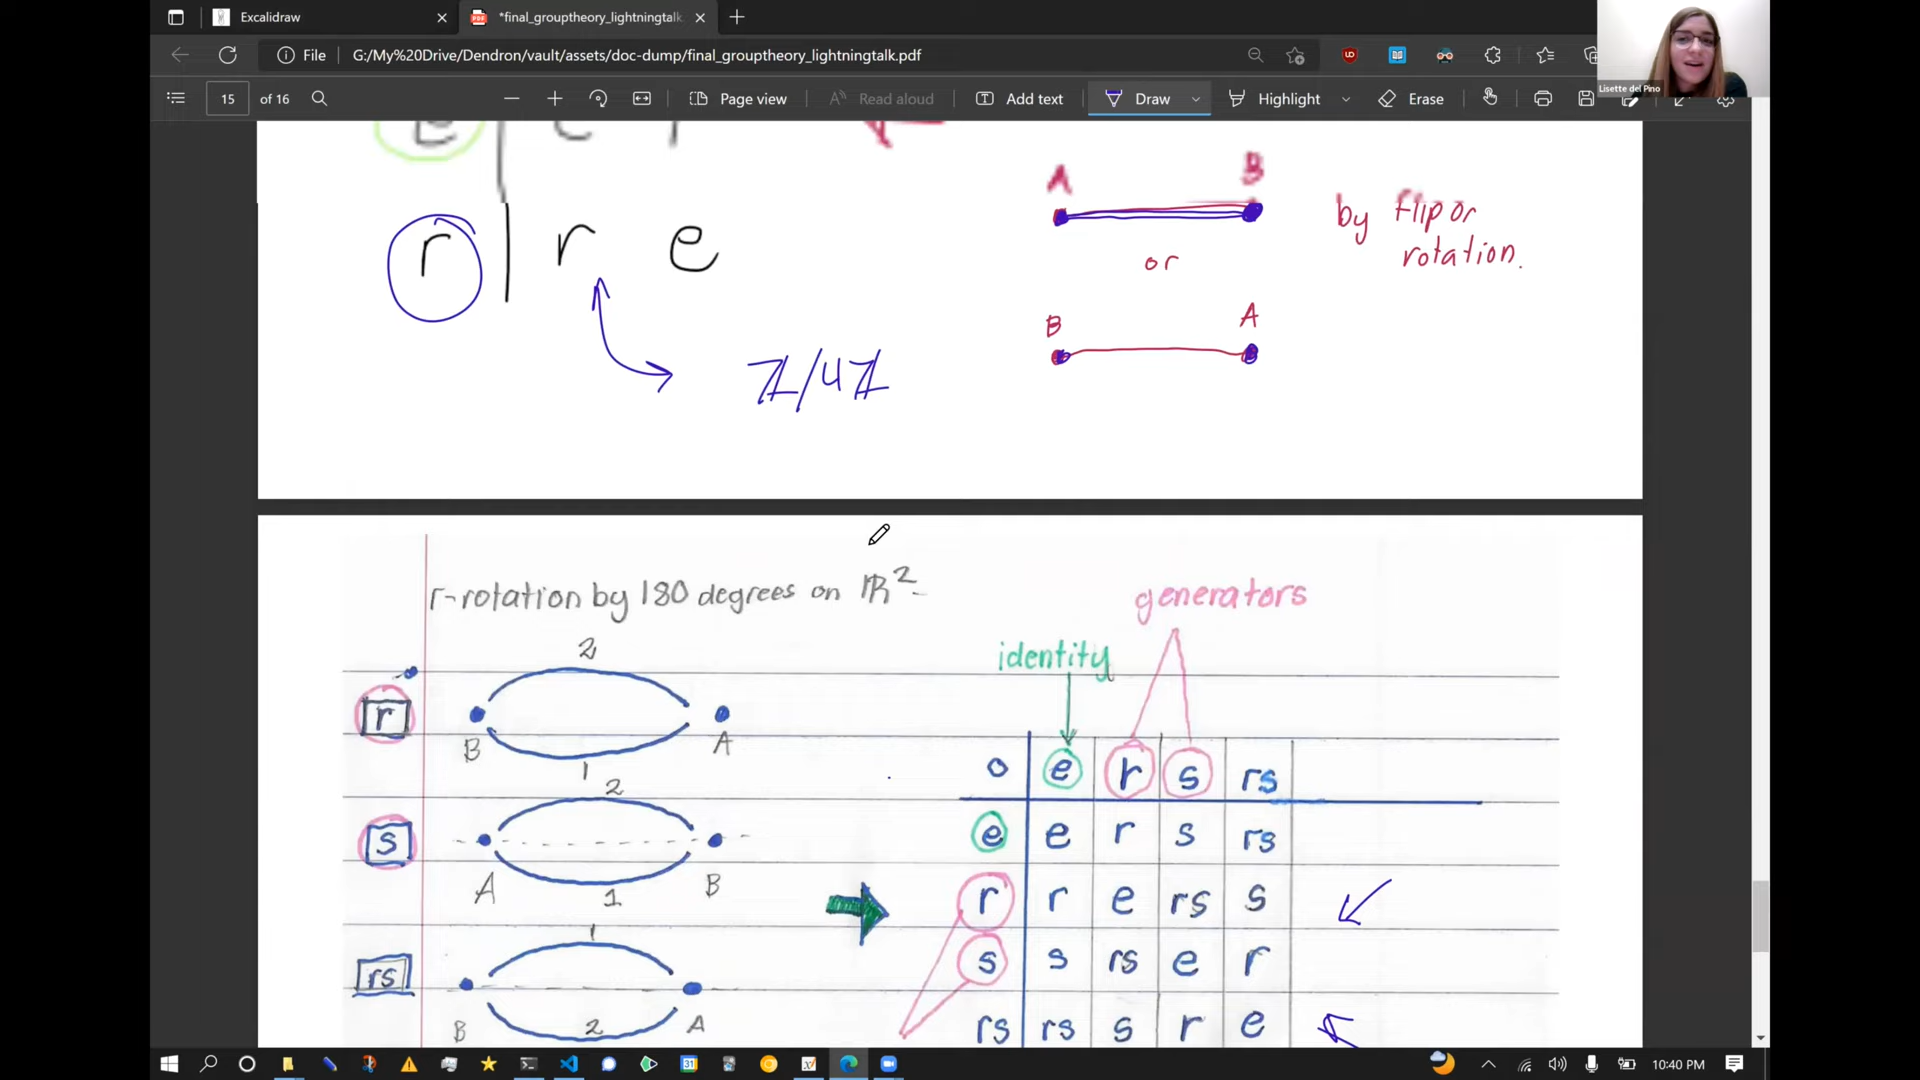 Excalidraw
*final_grouptheory_lightningtalk.
File
G:/My%20Drive/Dendron/vault/assets/doc-dump/final_grouptheory_lightningtalk.pdf
Lisette del Pino
15 of 16
Page view
Read aloud
Add text
Draw
Highlight
Erase
A B
by flip or
rotation.
r r e
or
B A
ℤ/4ℤ
r-rotation by 180 degrees on ℝ²-
generators
identity
2
r
B A
1
2
s
A 1 B
1
rs
B 2 A
o e r s rs
e e r s rs
r r e rs s
s s rs e r
rs rs s r e
10:40 PM